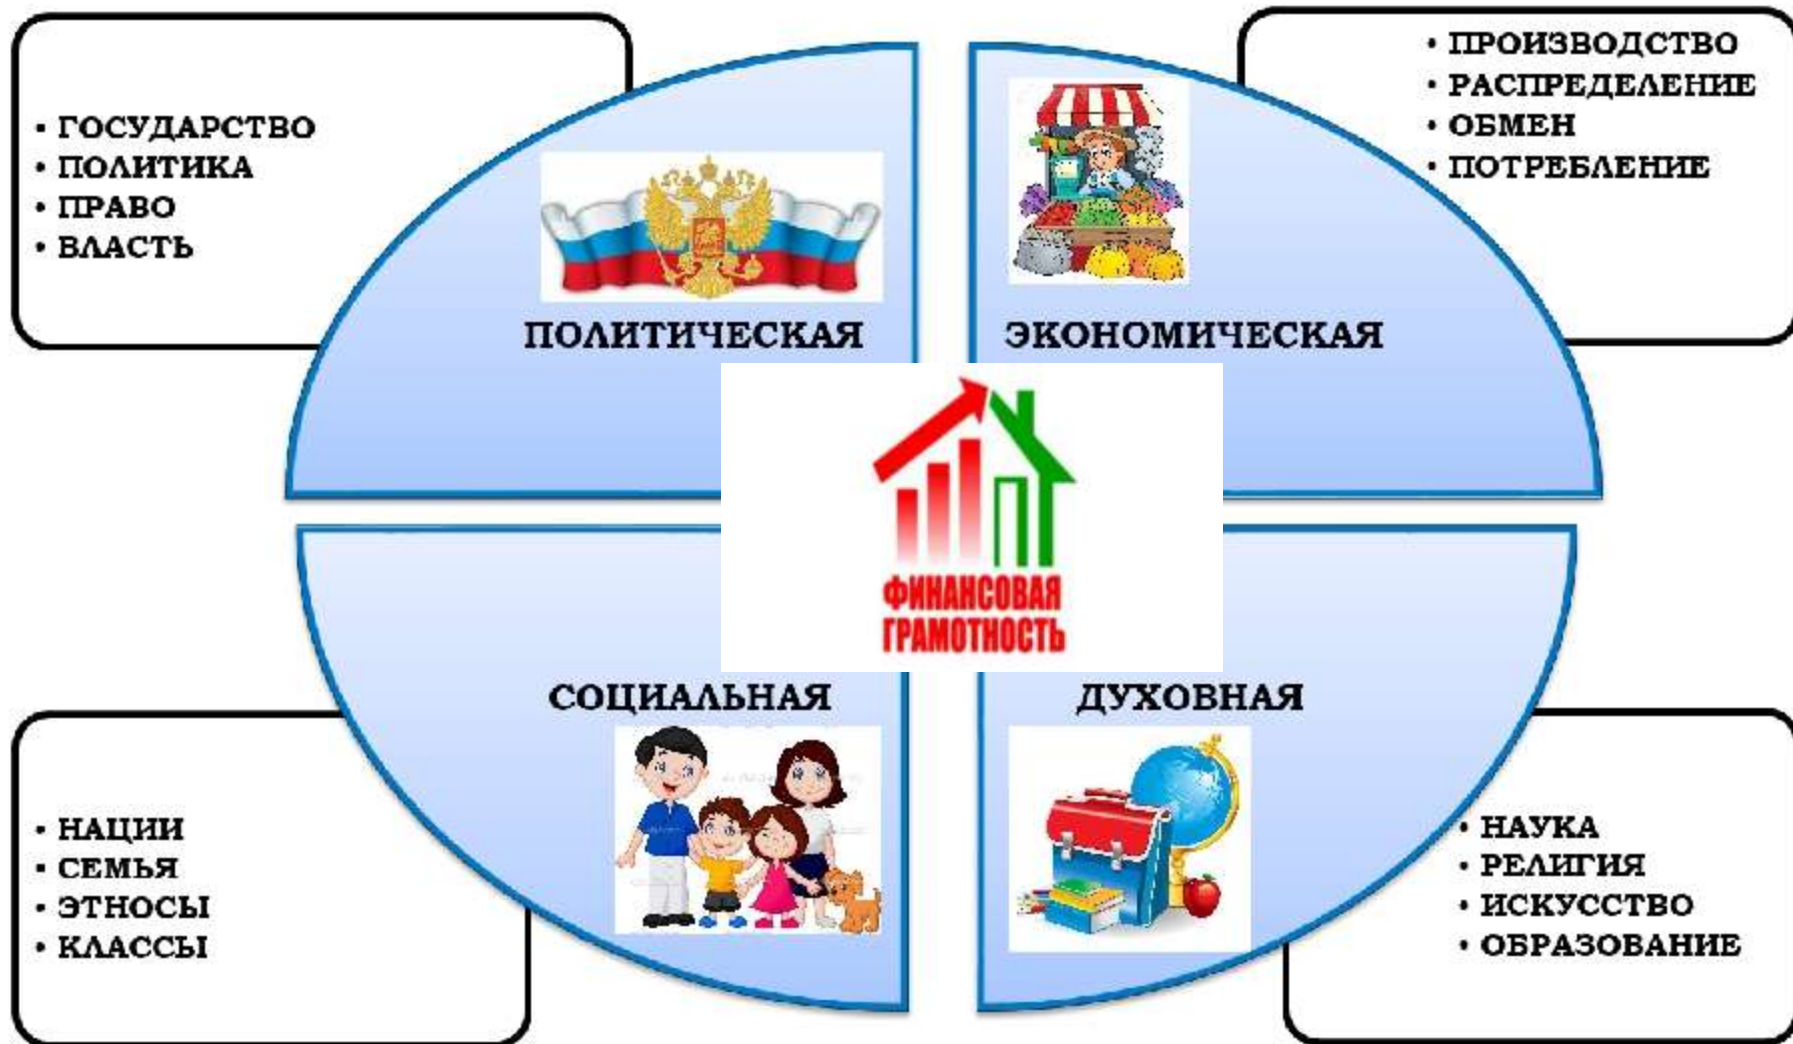 • ГОСУДАРСТВО
• ПОЛИТИКА
• ПРАВО
• ВЛАСТЬ
ПОЛИТИЧЕСКАЯ
• ПРОИЗВОДСТВО
• РАСПРЕДЕЛЕНИЕ
• ОБМЕН
• ПОТРЕБЛЕНИЕ
ЭКОНОМИЧЕСКАЯ
ФИНАНСОВАЯ
ГРАМОТНОСТЬ
СОЦИАЛЬНАЯ
• НАЦИИ
• СЕМЬЯ
• ЭТНОСЫ
• КЛАССЫ
ДУХОВНАЯ
• НАУКА
• РЕЛИГИЯ
• ИСКУССТВО
• ОБРАЗОВАНИЕ